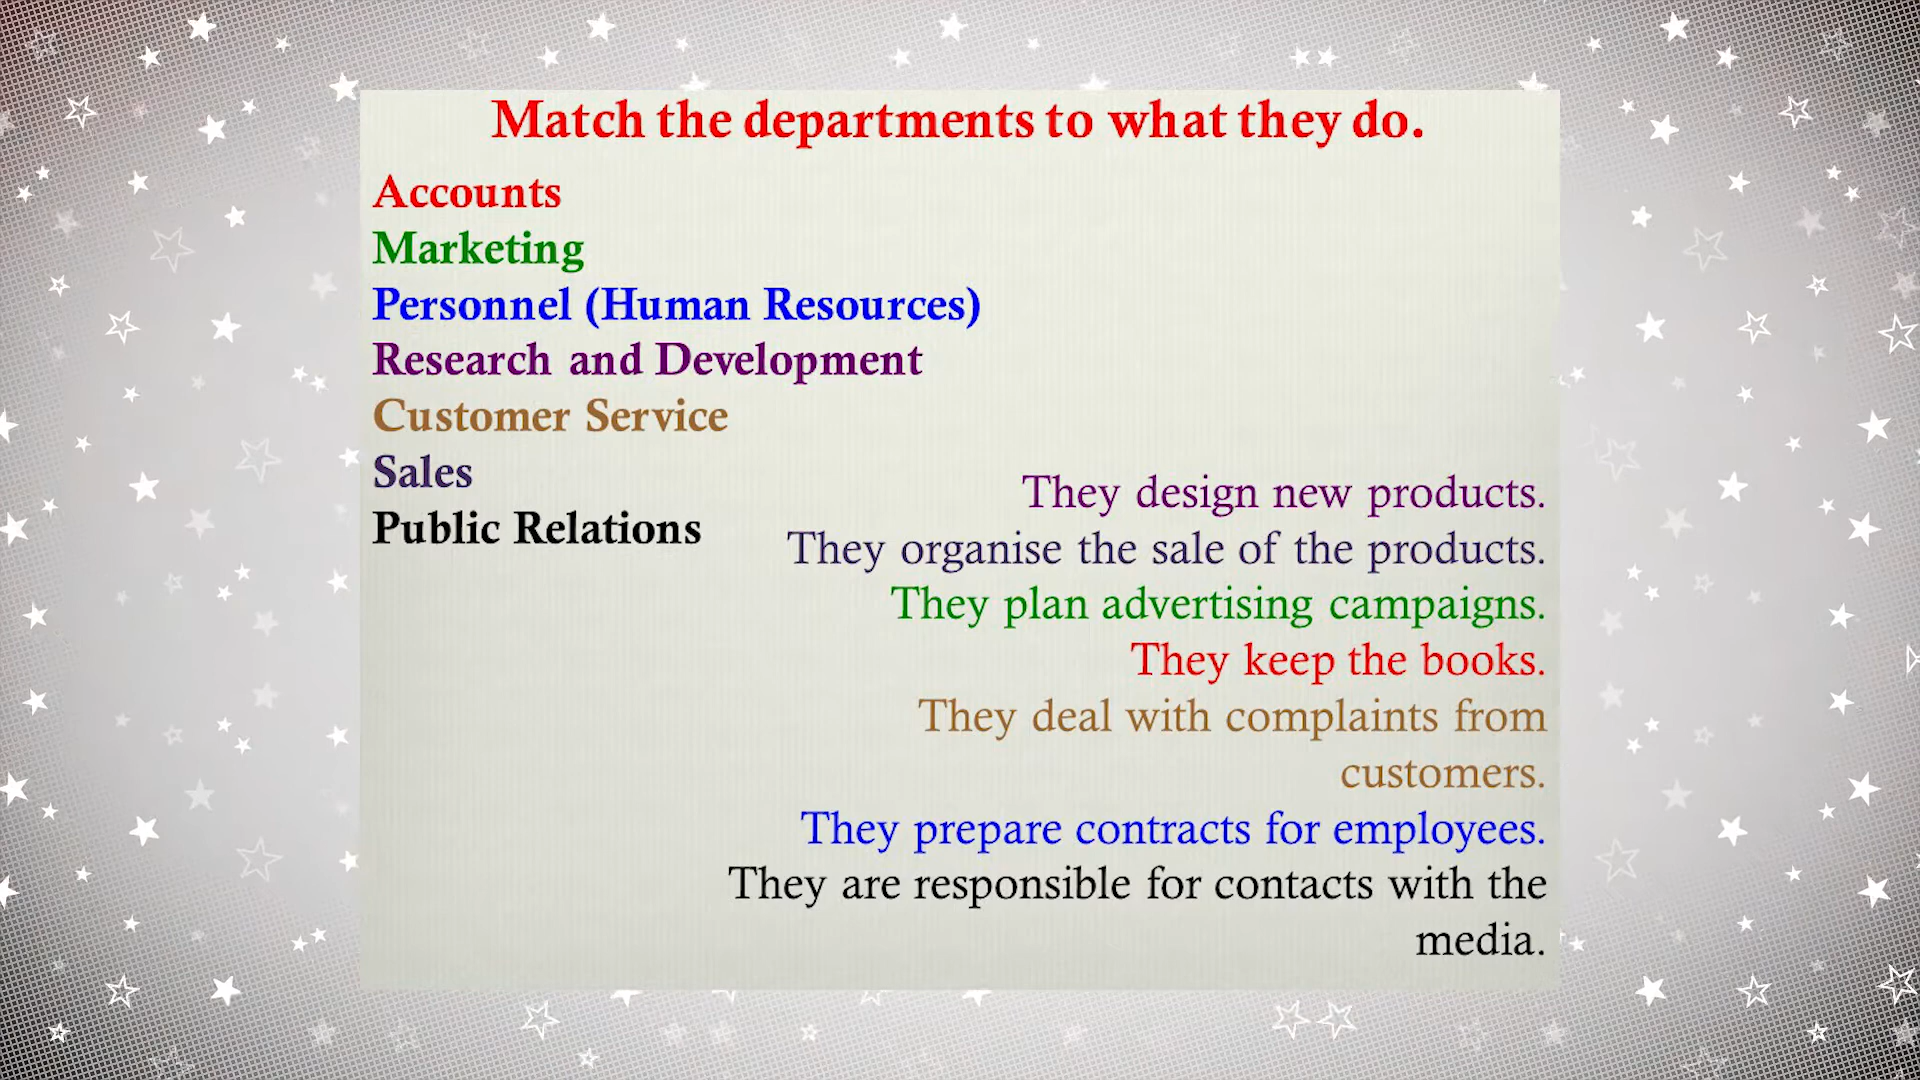 Match the departments to what they do.
Accounts
Marketing
Personnel (Human Resources)
Research and Development
Customer Service
Sales
Public Relations
They design new products.
They organise the sale of the products.
They plan advertising campaigns.
They keep the books.
They deal with complaints from
customers.
They prepare contracts for employees.
They are responsible for contacts with the
media.